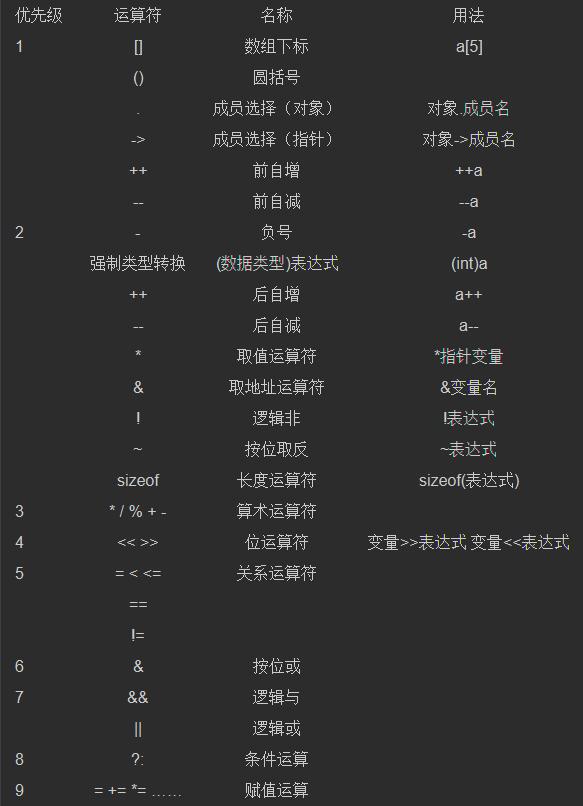 优先级 运算符 名称 用法
1 [] 数组下标 a[5]
() 圆括号
. 成员选择（对象） 对象.成员名
-> 成员选择（指针） 对象->成员名
++ 前自增 ++a
-- 前自减 --a
2 - 负号 -a
强制类型转换 (数据类型)表达式 (int)a
++ 后自增 a++
-- 后自减 a--
* 取值运算符 *指针变量
& 取地址运算符 &变量名
! 逻辑非 !表达式
~ 按位取反 ~表达式
sizeof 长度运算符 sizeof(表达式)
3 * / % + - 算术运算符
4 << >> 位运算符 变量>>表达式 变量<<表达式
5 = < <= 关系运算符
==
!=
6 & 按位或
7 && 逻辑与
|| 逻辑或
8 ?: 条件运算
9 = += *= …… 赋值运算